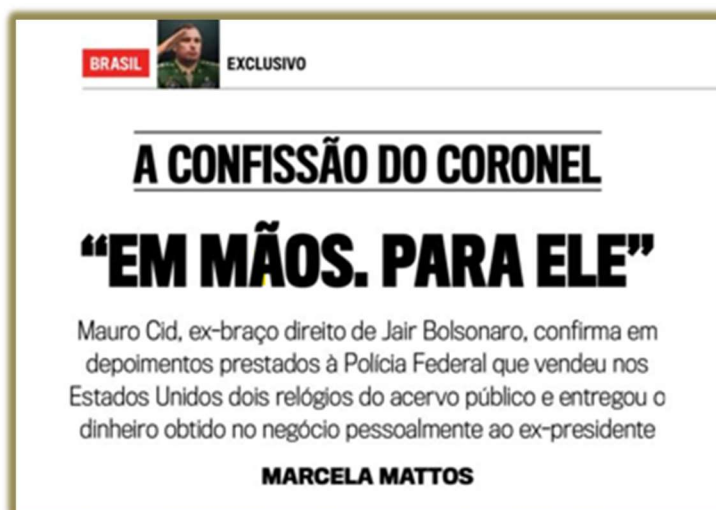 BRASIL EXCLUSIVO
A CONFISSÃO DO CORONEL
“EM MÃOS. PARA ELE”
Mauro Cid, ex-braço direito de Jair Bolsonaro, confirma em
depoimentos prestados à Polícia Federal que vendeu nos
Estados Unidos dois relógios do acervo público e entregou o
dinheiro obtido no negócio pessoalmente ao ex-presidente
MARCELA MATTOS